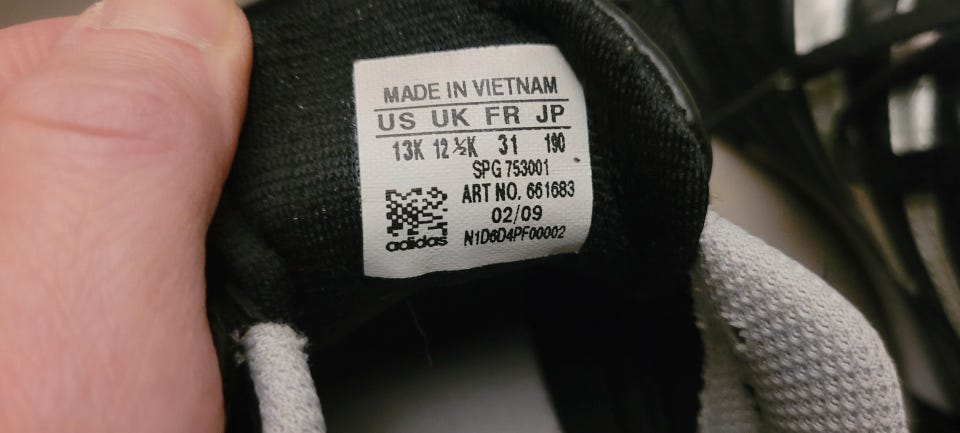 MADE IN VIETNAM
US UK FR JP
13K 12 ½K 31 190
SPG 753001
ART NO. 661683
02/09
adidas N1D6D4PF00002